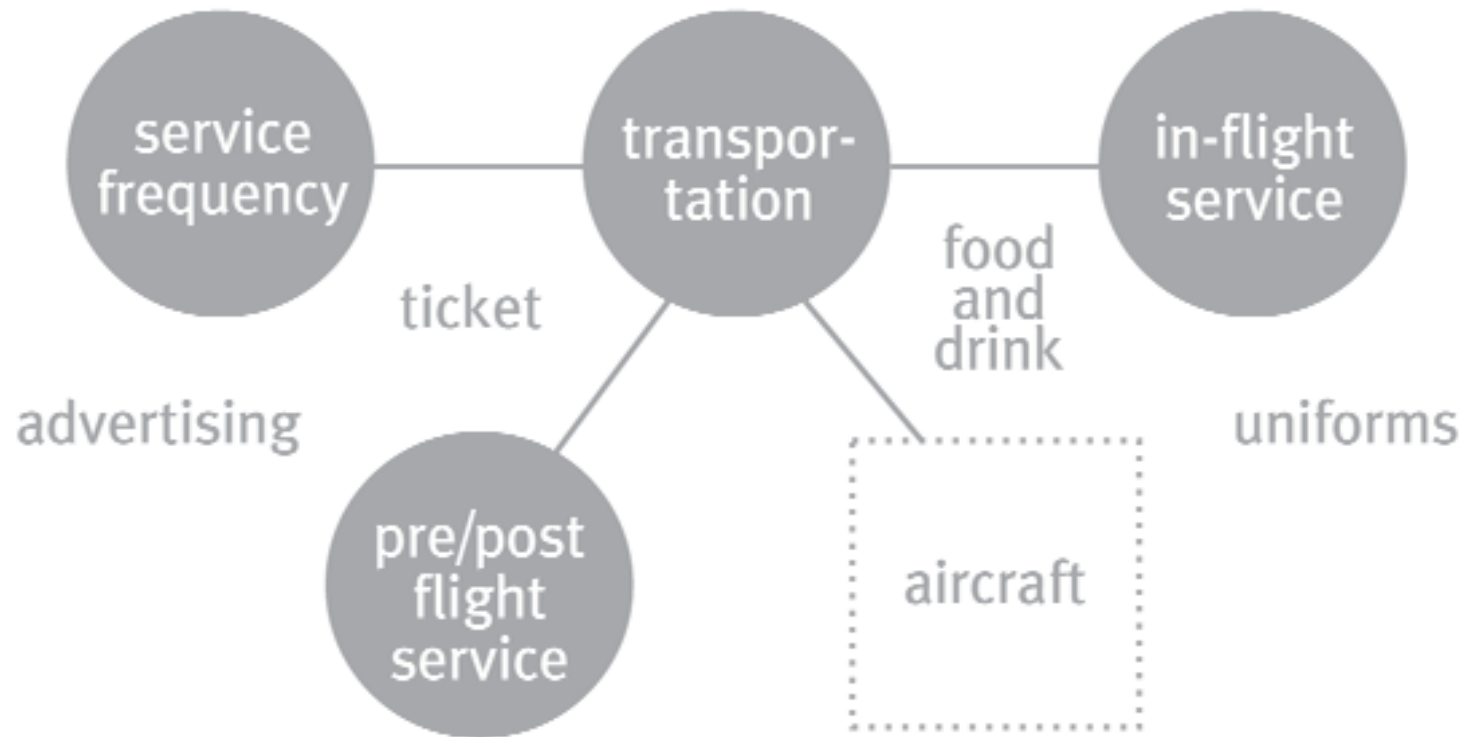 service
frequency
transpor-
tation
in-flight
service
ticket
food
and
drink
advertising
uniforms
pre/post
flight
service
aircraft